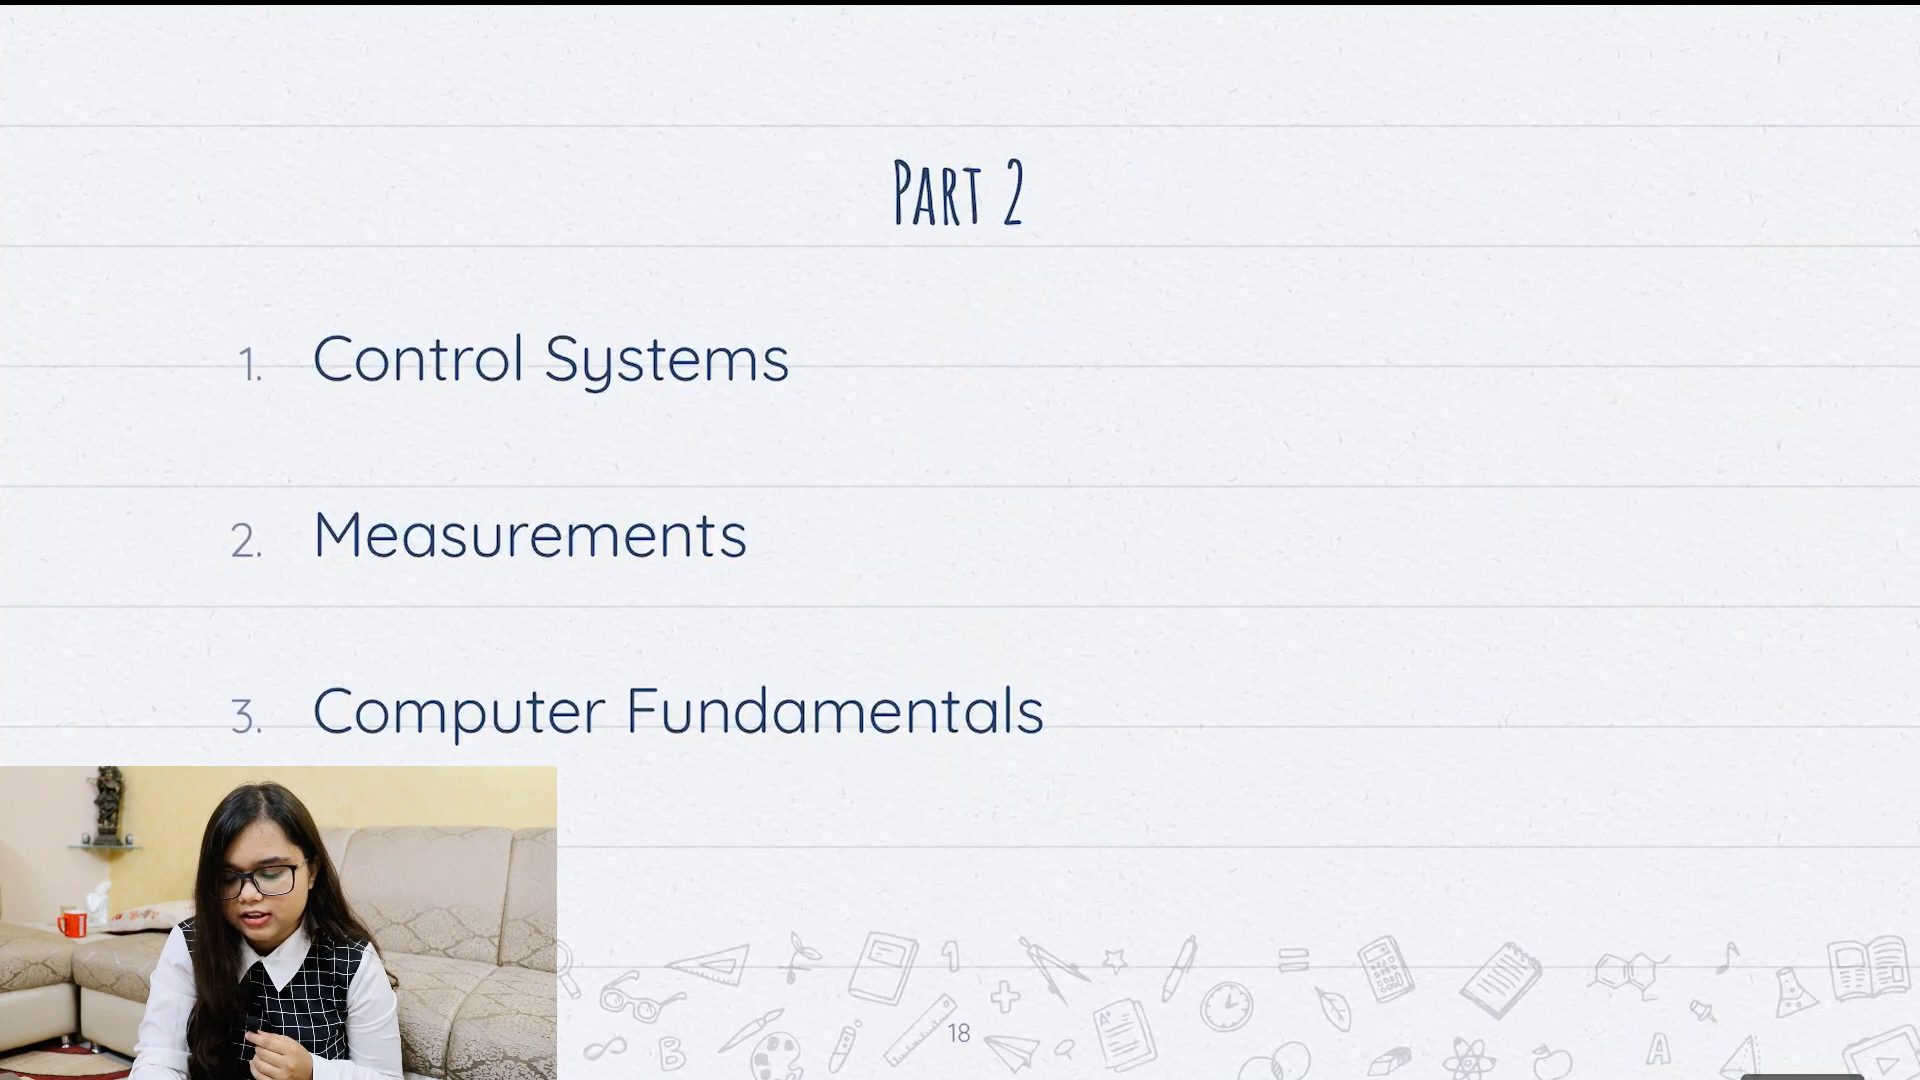 Part 2
1. Control Systems
2. Measurements
3. Computer Fundamentals
18